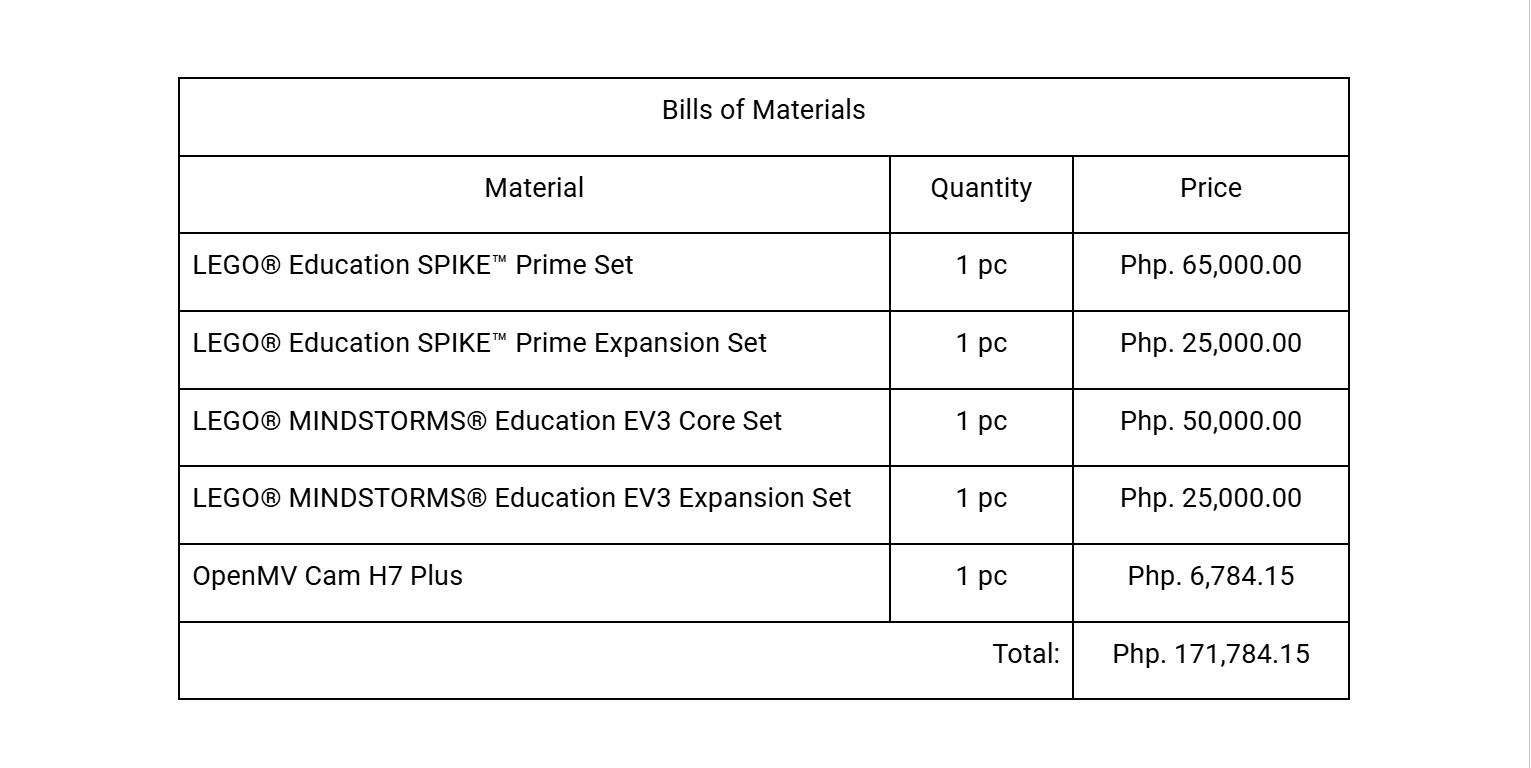 Bills of Materials
Material Quantity Price
LEGO® Education SPIKE™ Prime Set 1 pc Php. 65,000.00
LEGO® Education SPIKE™ Prime Expansion Set 1 pc Php. 25,000.00
LEGO® MINDSTORMS® Education EV3 Core Set 1 pc Php. 50,000.00
LEGO® MINDSTORMS® Education EV3 Expansion Set 1 pc Php. 25,000.00
OpenMV Cam H7 Plus 1 pc Php. 6,784.15
Total: Php. 171,784.15